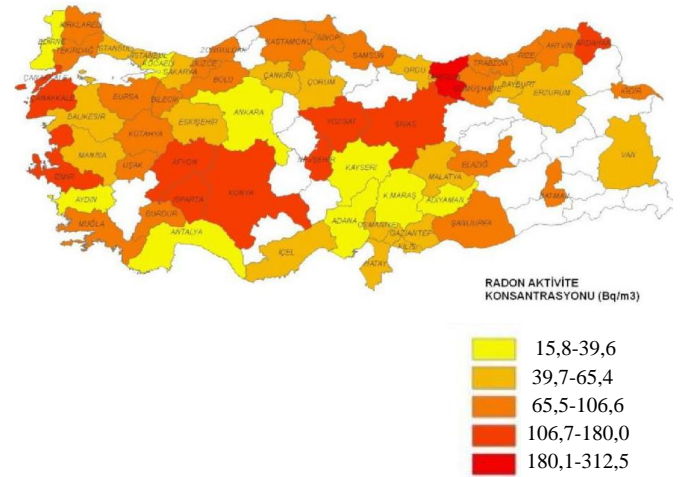 KIRKLARELİ
EDİRNE
TEKİRDAĞ
İSTANBUL
İSTANBUL
KOCAELİ
SAKARYA
DÜZCE
ZONGULDAK
BOLU
KASTAMONU
SİNOP
SAMSUN
ÇANKIRI
ÇORUM
ORDU
TRABZON
RİZE
ARTVİN
ARDAHAN
GÜMÜŞHANE
BAYBURT
ERZURUM
IĞDIR
ÇANAKKALE
ÇANAKKALE
BURSA
BİLECİK
BALIKESİR
ESKİŞEHİR
ANKARA
KÜTAHYA
YOZGAT
SİVAS
MANİSA
UŞAK
AFYON
KONYA
NEVŞEHİR
KAYSERİ
MALATYA
ELAZIĞ
VAN
İZMİR
AYDIN
ISPARTA
BURDUR
MUĞLA
ANTALYA
İÇEL
ADANA
K.MARAŞ
ADIYAMAN
BATMAN
OSMANİYE
GAZİANTEP
ŞANLIURFA
KİLİS
HATAY
RADON AKTİVİTE
KONSANTRASYONU (Bq/m3)
15,8-39,6
39,7-65,4
65,5-106,6
106,7-180,0
180,1-312,5